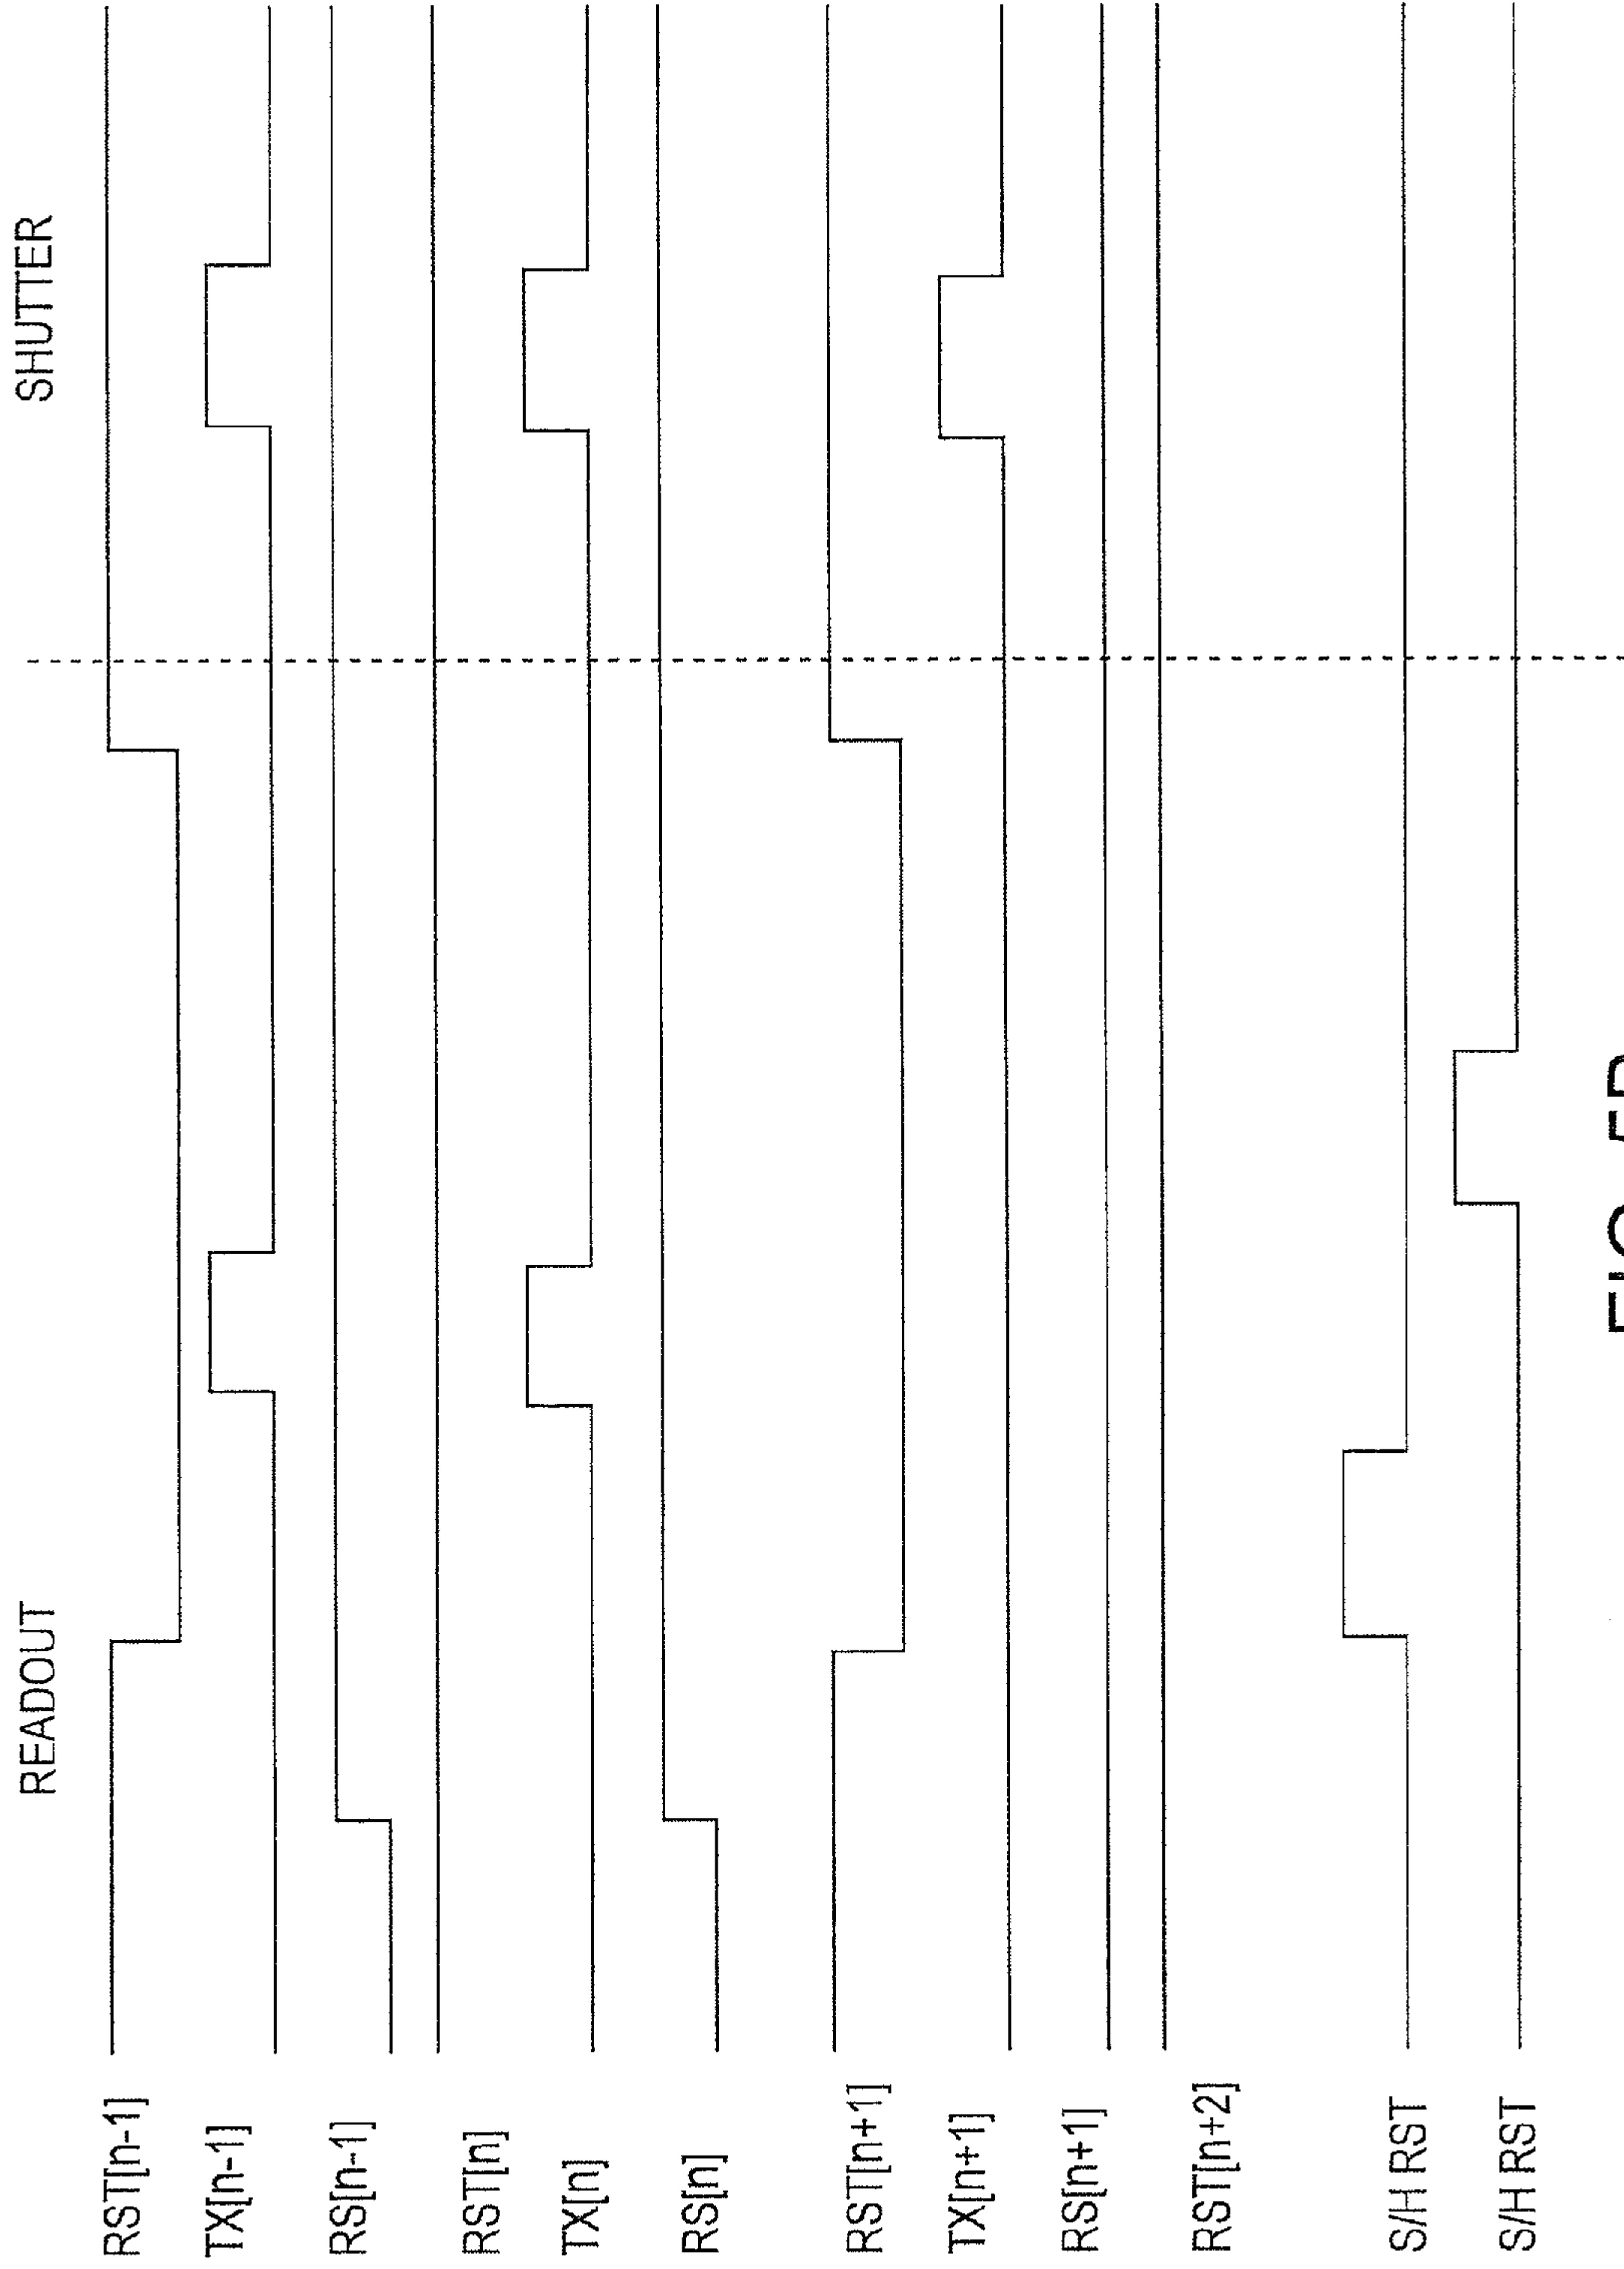 READOUT SHUTTER
RST[n-1]
TX[n-1]
RS[n-1]
RST[n]
TX[n]
RS[n]
RST[n+1]
TX[n+1]
RS[n+1]
RST[n+2]
S/H RST
S/H RST